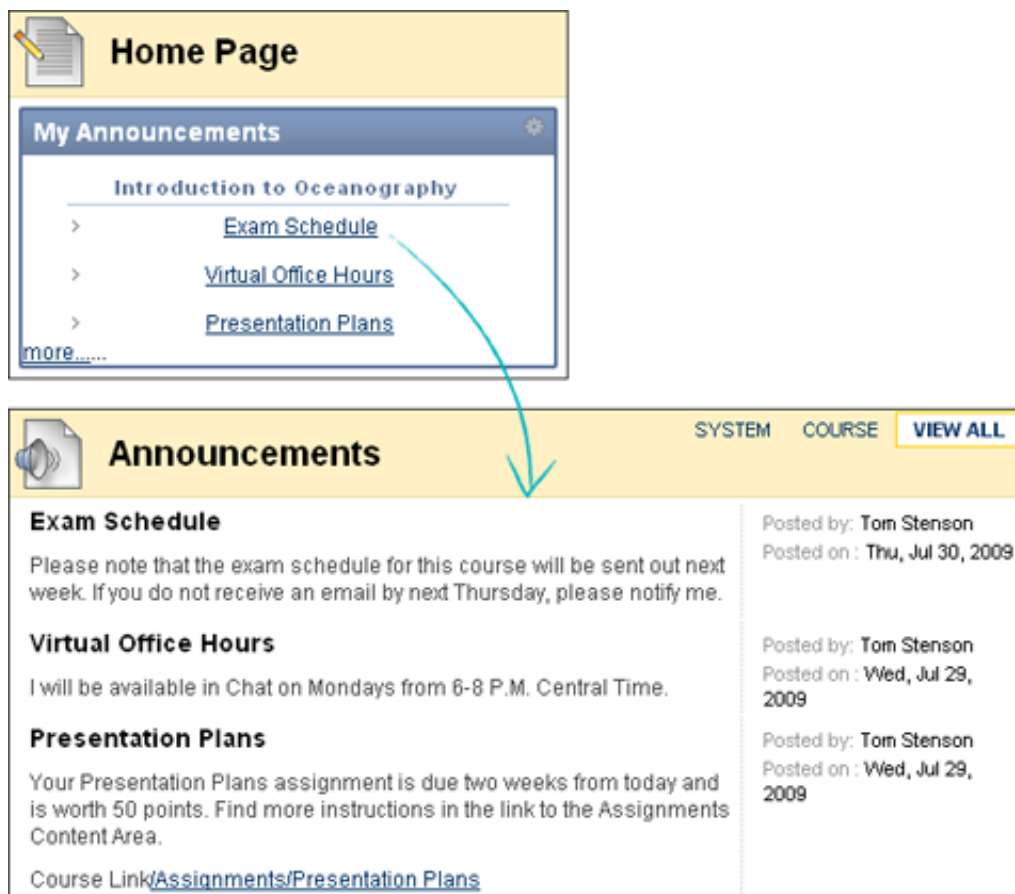 Home Page
My Announcements
Introduction to Oceanography
> Exam Schedule
> Virtual Office Hours
> Presentation Plans
more......
Announcements
SYSTEM COURSE VIEW ALL
Exam Schedule
Please note that the exam schedule for this course will be sent out next
week. If you do not receive an email by next Thursday, please notify me.
Posted by: Tom Stenson
Posted on : Thu, Jul 30, 2009
Virtual Office Hours
I will be available in Chat on Mondays from 6-8 P.M. Central Time.
Posted by: Tom Stenson
Posted on : Wed, Jul 29,
2009
Presentation Plans
Your Presentation Plans assignment is due two weeks from today and
is worth 50 points. Find more instructions in the link to the Assignments
Content Area.
Course Link/Assignments/Presentation Plans
Posted by: Tom Stenson
Posted on : Wed, Jul 29,
2009